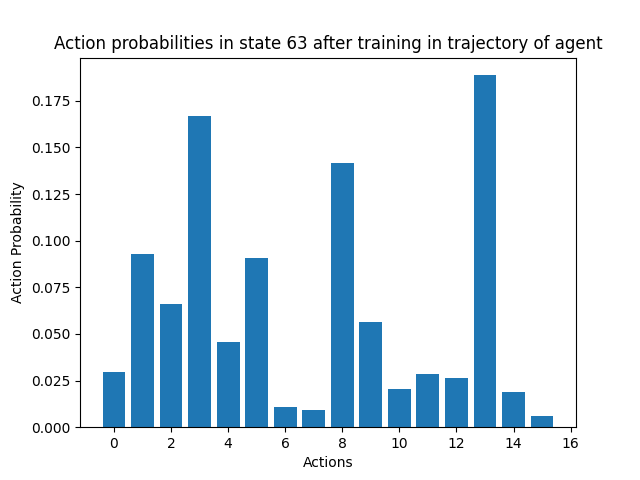 Action probabilities in state 63 after training in trajectory of agent
Action Probability
0.175
0.150
0.125
0.100
0.075
0.050
0.025
0.000
0 2 4 6 8 10 12 14 16
Actions